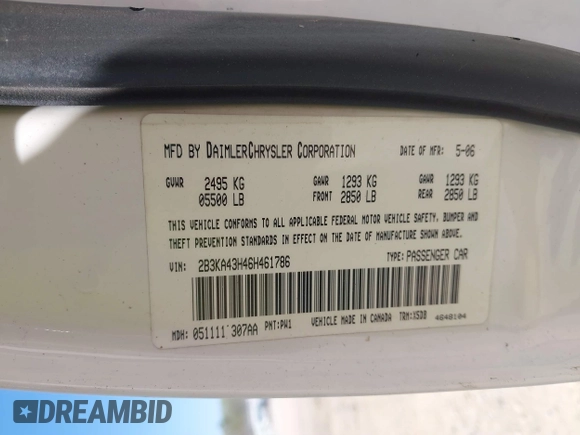 MFD BY DAIMLERCHRYSLER CORPORATION DATE OF MFR: 5-06
GVWR 2495 KG GAWR 1293 KG GAWR 1293 KG
05500 LB FRONT 2850 LB REAR 2850 LB
THIS VEHICLE CONFORMS TO ALL APPLICABLE FEDERAL MOTOR VEHICLE SAFETY, BUMPER AND
THEFT PREVENTION STANDARDS IN EFFECT ON THE DATE OF MANUFACTURE SHOWN ABOVE.
VIN: 2B3KA43H46H461786 TYPE: PASSENGER CAR
MDH: 051111 307AA PNT: PW1 VEHICLE MADE IN CANADA TRM: X5DB 4648104
DREAMBID